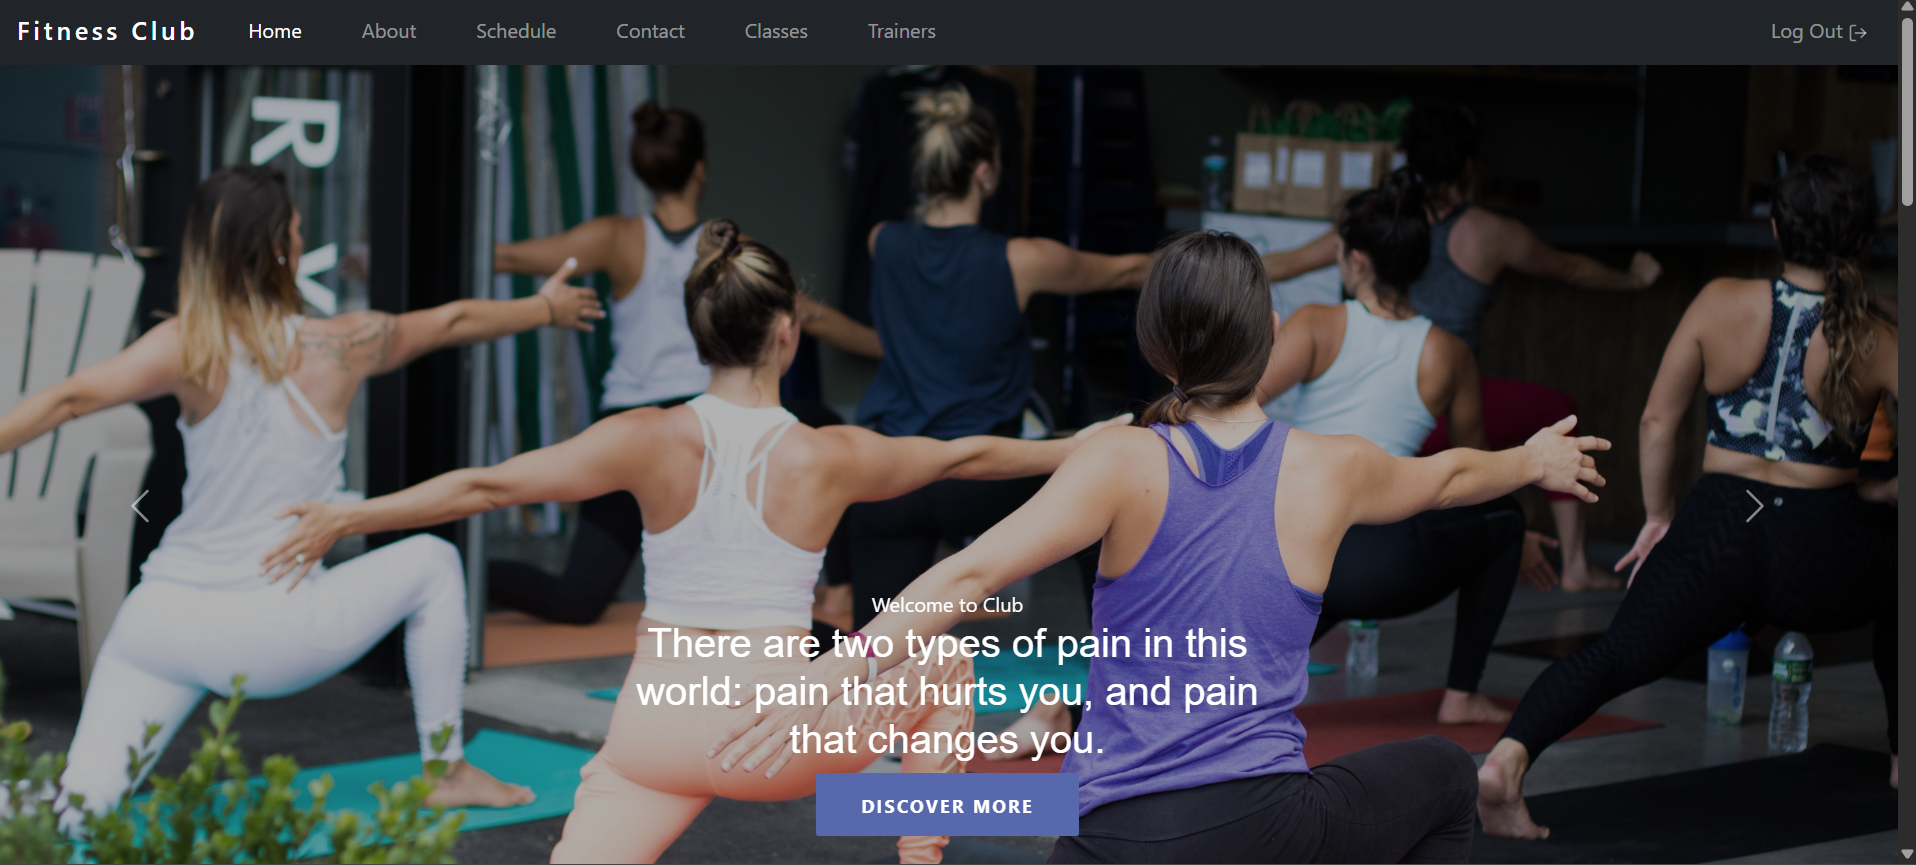 Fitness Club Home About Schedule Contact Classes Trainers Log Out
R
V
Welcome to Club
There are two types of pain in this
world: pain that hurts you, and pain
that changes you.
DISCOVER MORE